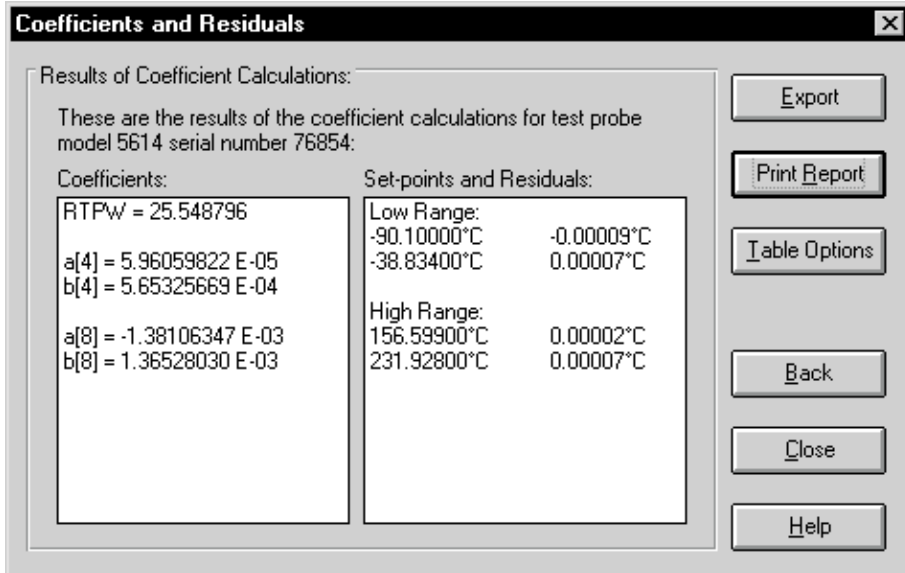 Coefficients and Residuals
Results of Coefficient Calculations:
These are the results of the coefficient calculations for test probe
model 5614 serial number 76854:
Coefficients:
RTPW = 25.548796
a[4] = 5.96059822 E-05
b[4] = 5.65325669 E-04
a[8] = -1.38106347 E-03
b[8] = 1.36528030 E-03
Set-points and Residuals:
Low Range:
-90.10000°C -0.00009°C
-38.83400°C 0.00007°C
High Range:
156.59900°C 0.00002°C
231.92800°C 0.00007°C
Export
Print Report
Table Options
Back
Close
Help